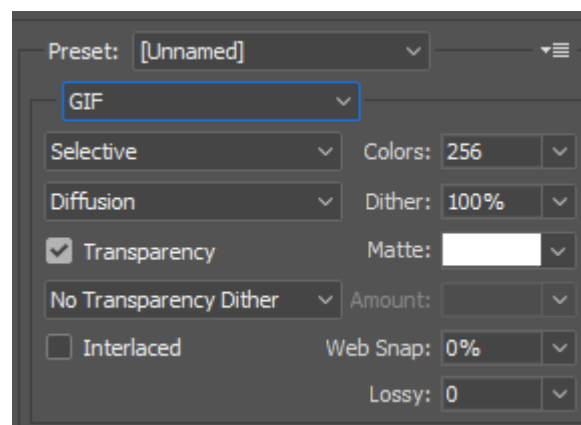 Preset: [Unnamed]
GIF
Selective Colors: 256
Diffusion Dither: 100%
Transparency Matte:
No Transparency Dither Amount:
Interlaced Web Snap: 0%
Lossy: 0